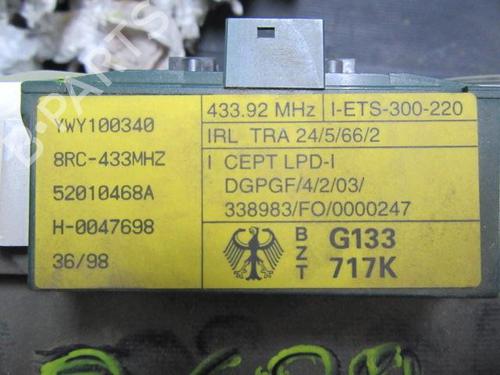 YWY100340
8RC-433MHZ
52010468A
H-0047698
36/98
433.92 MHz
I-ETS-300-220
IRL TRA 24/5/66/2
I CEPT LPD-I
DGPGF/4/2/03/
338983/FO/0000247
BZT
G133
717K
B-PARTS